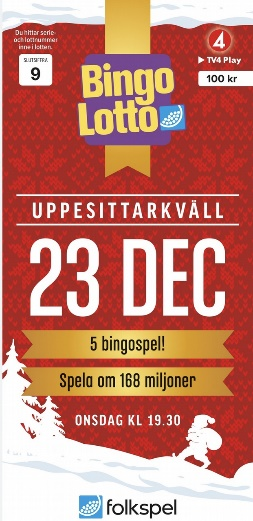 Du hittar serie-
och lottnummer
inne i lotten.
SLUTSIFFRA
9
4
TV4 Play
100 kr
Bingo
Lotto
UPPESITTARKVÄLL
23 DEC
5 bingospel!
Spela om 168 miljoner
ONSDAG KL 19.30
folkspel